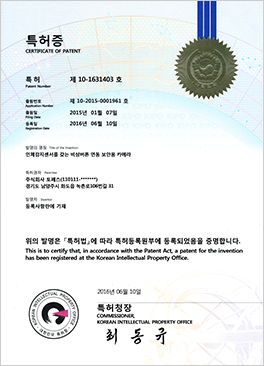 특허증
CERTIFICATE OF PATENT
특 허
Patent Number
제 10-1631403 호
출원번호
Application Number
제 10-2015-0001961 호
출원일
Filing Date
2015년 01월 07일
등록일
Registration Date
2016년 06월 10일
발명의 명칭 Title of the Invention
인체감지센서를 갖는 비상버튼 연동 보안용 카메라
특허권자 Patentee
주식회사 토페스(110111-*******)
경기도 남양주시 화도읍 녹촌로106번길 31
발명자 Inventor
등록사항란에 기재
위의 발명은 「특허법」에 따라 특허등록원부에 등록되었음을 증명합니다.
This is to certify that, in accordance with the Patent Act, a patent for the invention
has been registered at the Korean Intellectual Property Office.
2016년 06월 10일
특허청장
COMMISSIONER,
KOREAN INTELLECTUAL PROPERTY OFFICE
최동규
KOREAN INTELLECTUAL PROPERTY OFFICE